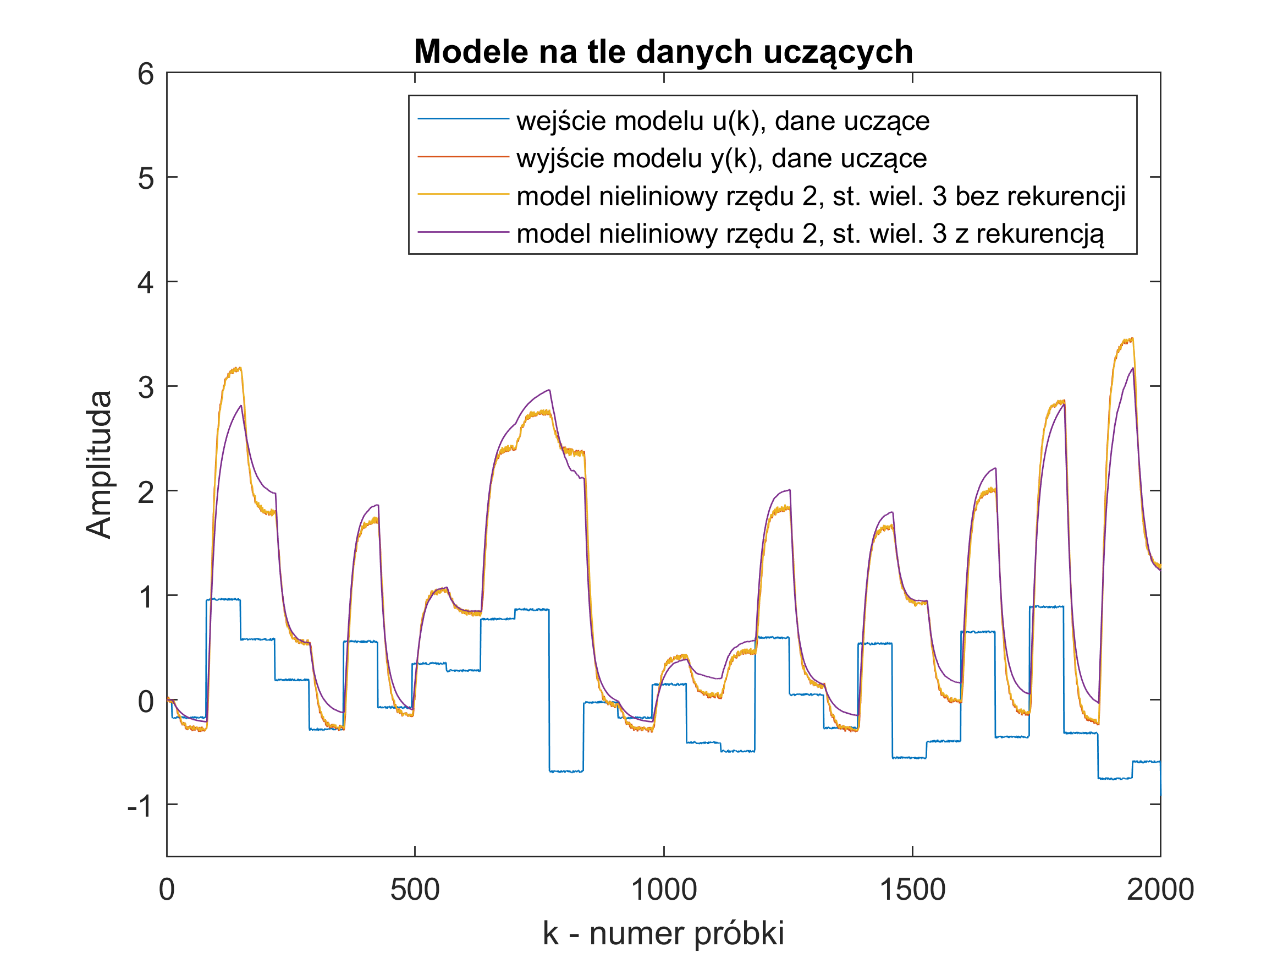 Modele na tle danych uczących
wejście modelu u(k), dane uczące
wyjście modelu y(k), dane uczące
model nieliniowy rzędu 2, st. wiel. 3 bez rekurencji
model nieliniowy rzędu 2, st. wiel. 3 z rekurencją
6
5
4
3
2
1
0
-1
Amplituda
0 500 1000 1500 2000
k - numer próbki